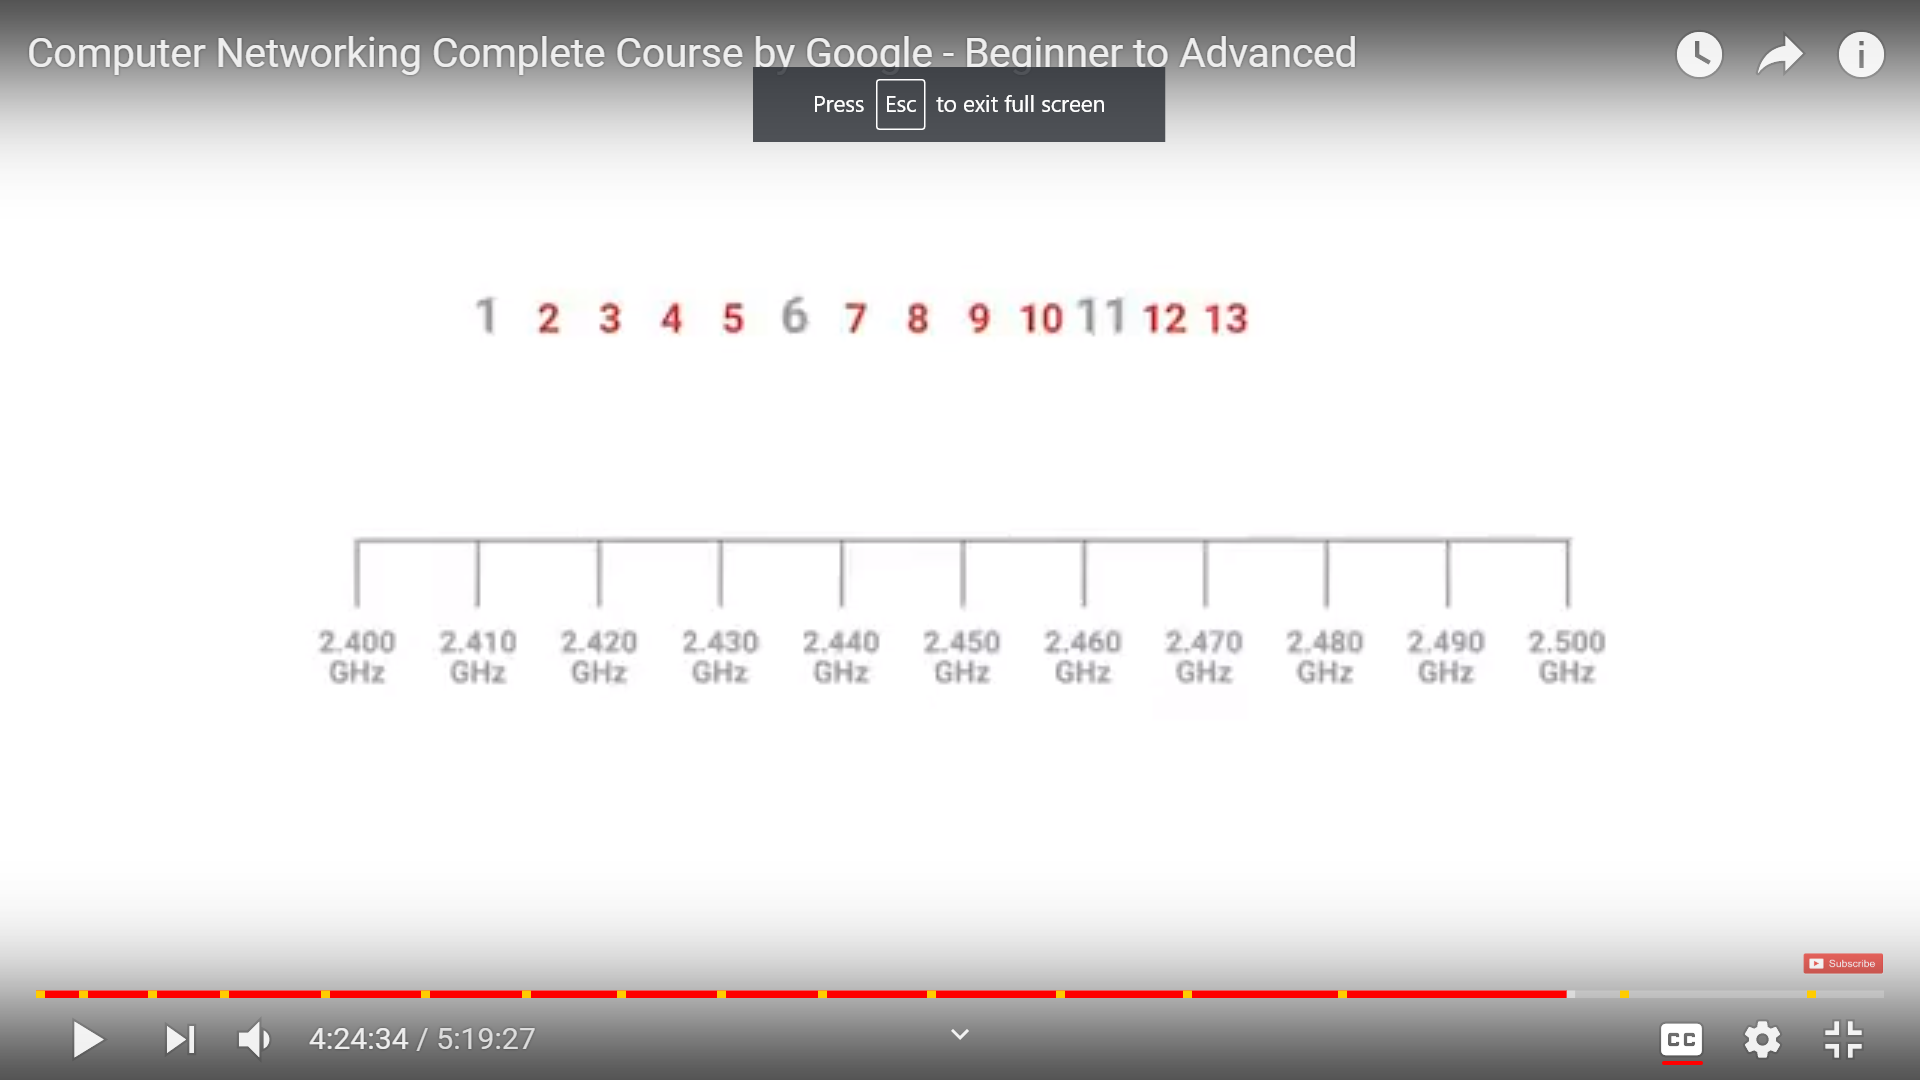 Computer Networking Complete Course by Google - Beginner to Advanced
Press Esc to exit full screen
1 2 3 4 5 6 7 8 9 10 11 12 13
2.400 GHz
2.410 GHz
2.420 GHz
2.430 GHz
2.440 GHz
2.450 GHz
2.460 GHz
2.470 GHz
2.480 GHz
2.490 GHz
2.500 GHz
Subscribe
4:24:34 / 5:19:27
CC